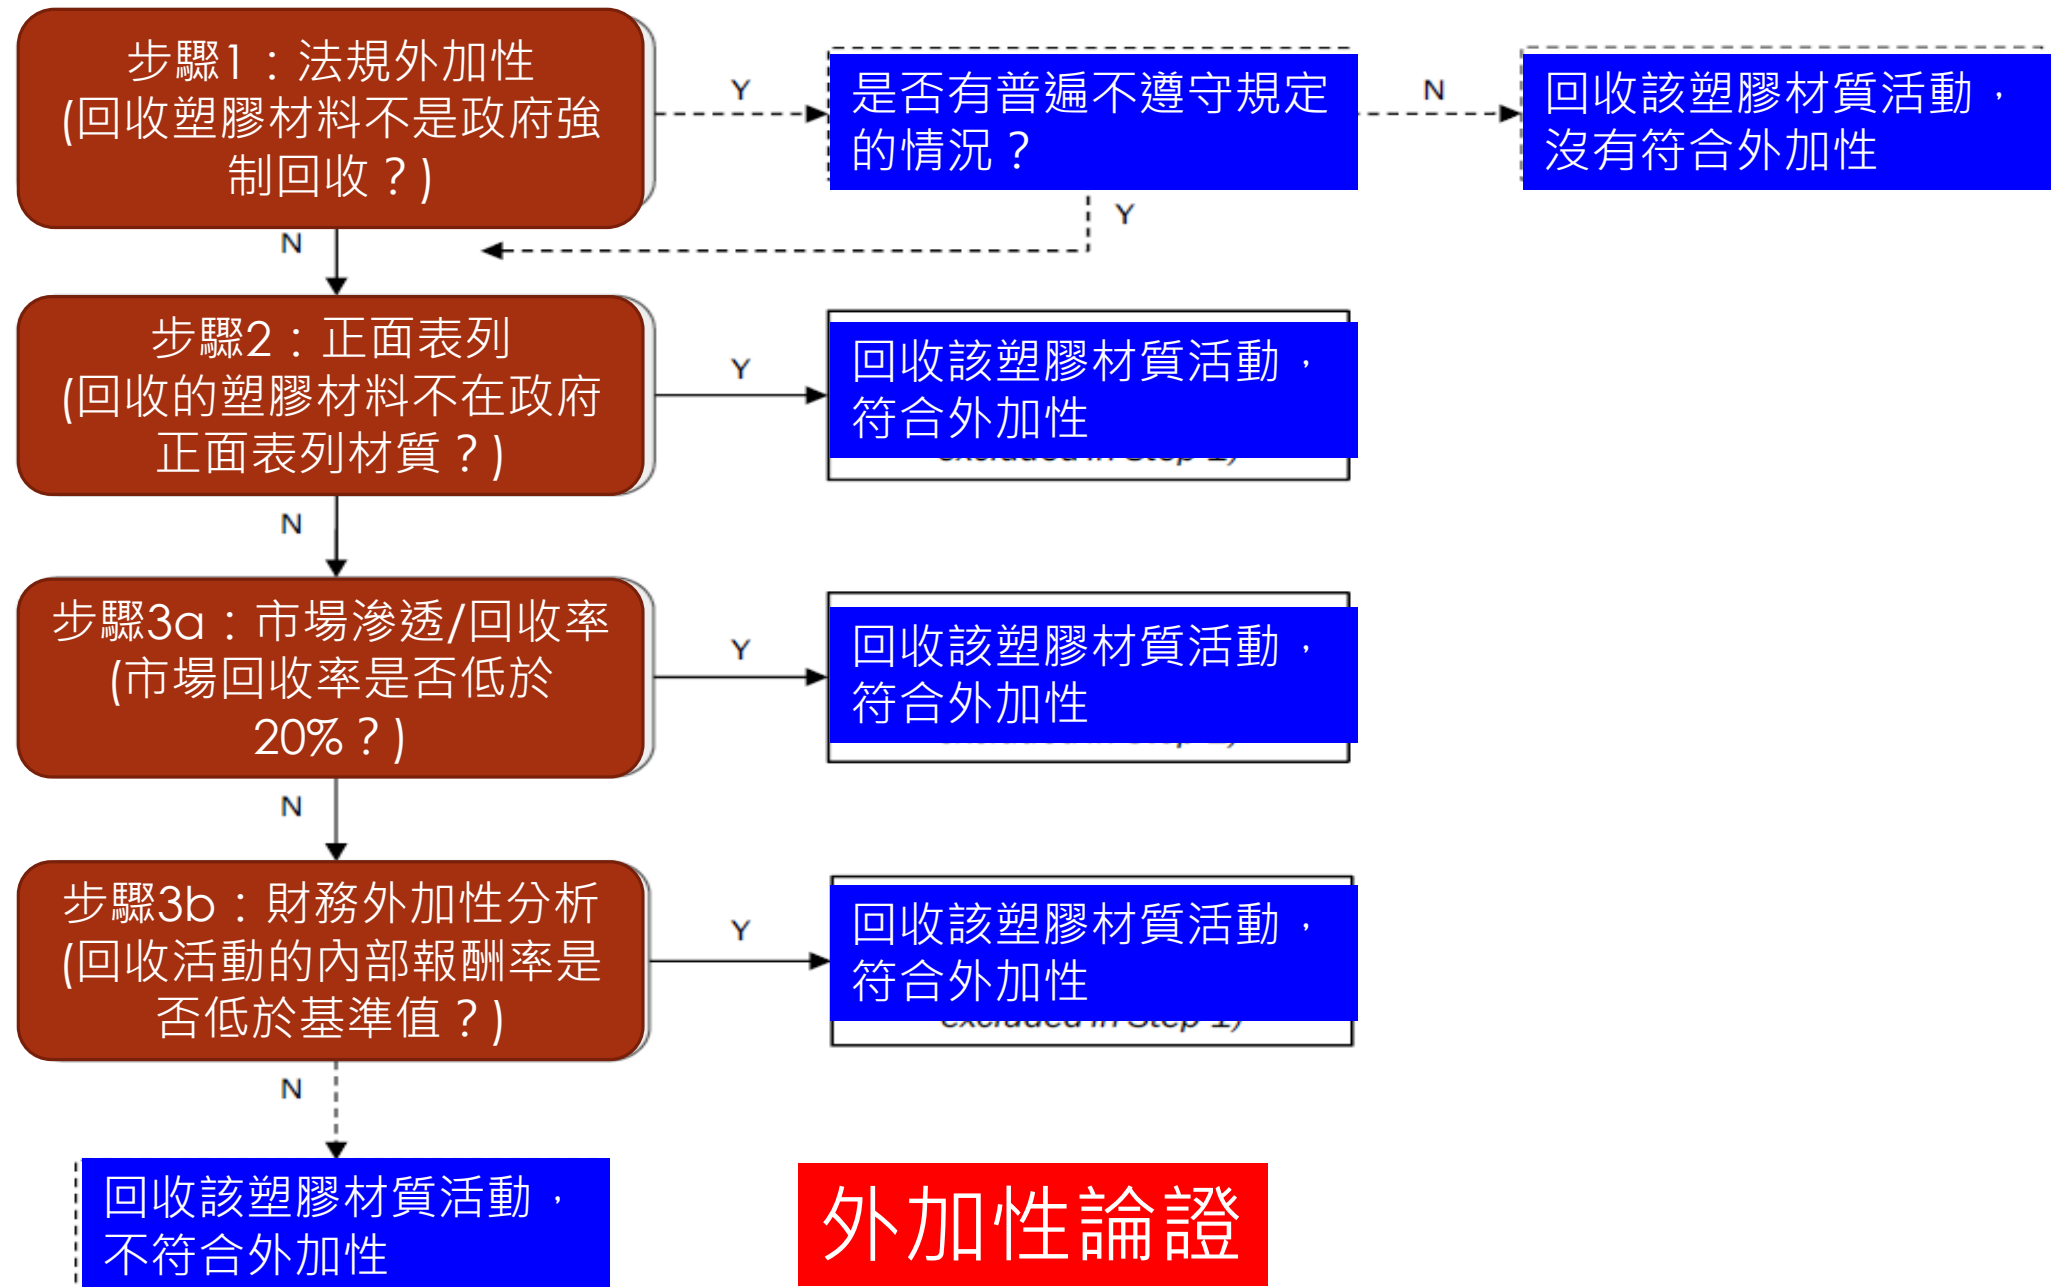 步驟1：法規外加性
(回收塑膠材料不是政府強
制回收？)
Y
是否有普遍不遵守規定
的情況？
N
回收該塑膠材質活動，
沒有符合外加性
Y
N
步驟2：正面表列
(回收的塑膠材料不在政府
正面表列材質？)
Y
回收該塑膠材質活動，
符合外加性
excluded in Step 1)
N
步驟3a：市場滲透/回收率
(市場回收率是否低於
20%？)
Y
回收該塑膠材質活動，
符合外加性
N
步驟3b：財務外加性分析
(回收活動的內部報酬率是
否低於基準值？)
Y
回收該塑膠材質活動，
符合外加性
excluded in Step 1)
N
回收該塑膠材質活動，
不符合外加性
外加性論證